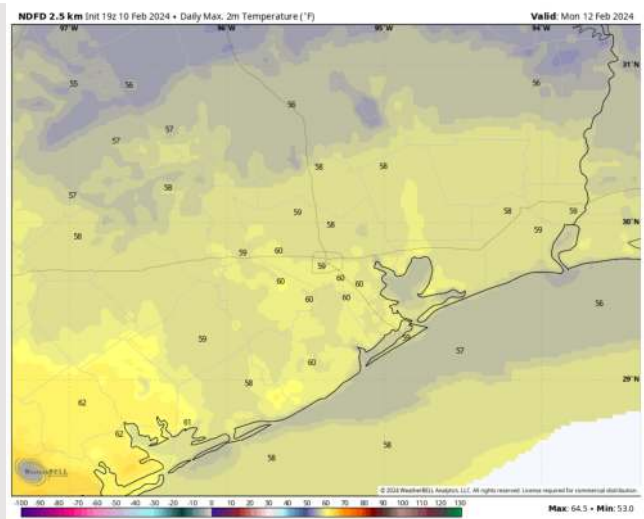 NDFD 2.5 km Init 19z 10 Feb 2024 • Daily Max. 2m Temperature (°F)
Valid: Mon 12 Feb 2024
97°W 96°W 95°W 94°W
31°N
55 56 56 56
57 57
58 58
57 58
58 59 58 58 59
59 60 59 59
30°N
60 60 60
60 60
56
59 59
57
60
58
29°N
62
62 61
58
58
WeatherBELL
© 2024 WeatherBELL Analytics, LLC. All rights reserved. License required for commercial distribution.
-100 -90 -80 -70 -60 -50 -40 -30 -20 -10 0 10 20 30 40 50 60 70 80 90 100 110 120 130
Max: 64.5 • Min: 53.0